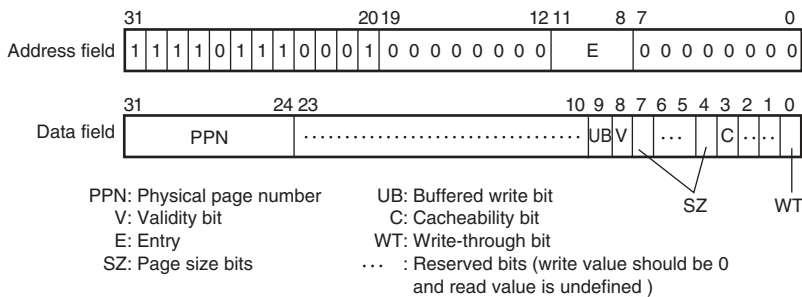 31 20 19 12 11 8 7 0
Address field 1 1 1 1 0 1 1 1 0 0 0 1 0 0 0 0 0 0 0 0 E 0 0 0 0 0 0 0 0
31 24 23 10 9 8 7 6 5 4 3 2 1 0
Data field PPN ........................................ UB V ... C .. ..
SZ WT
PPN: Physical page number
V: Validity bit
E: Entry
SZ: Page size bits
UB: Buffered write bit
C: Cacheability bit
WT: Write-through bit
... : Reserved bits (write value should be 0
and read value is undefined )